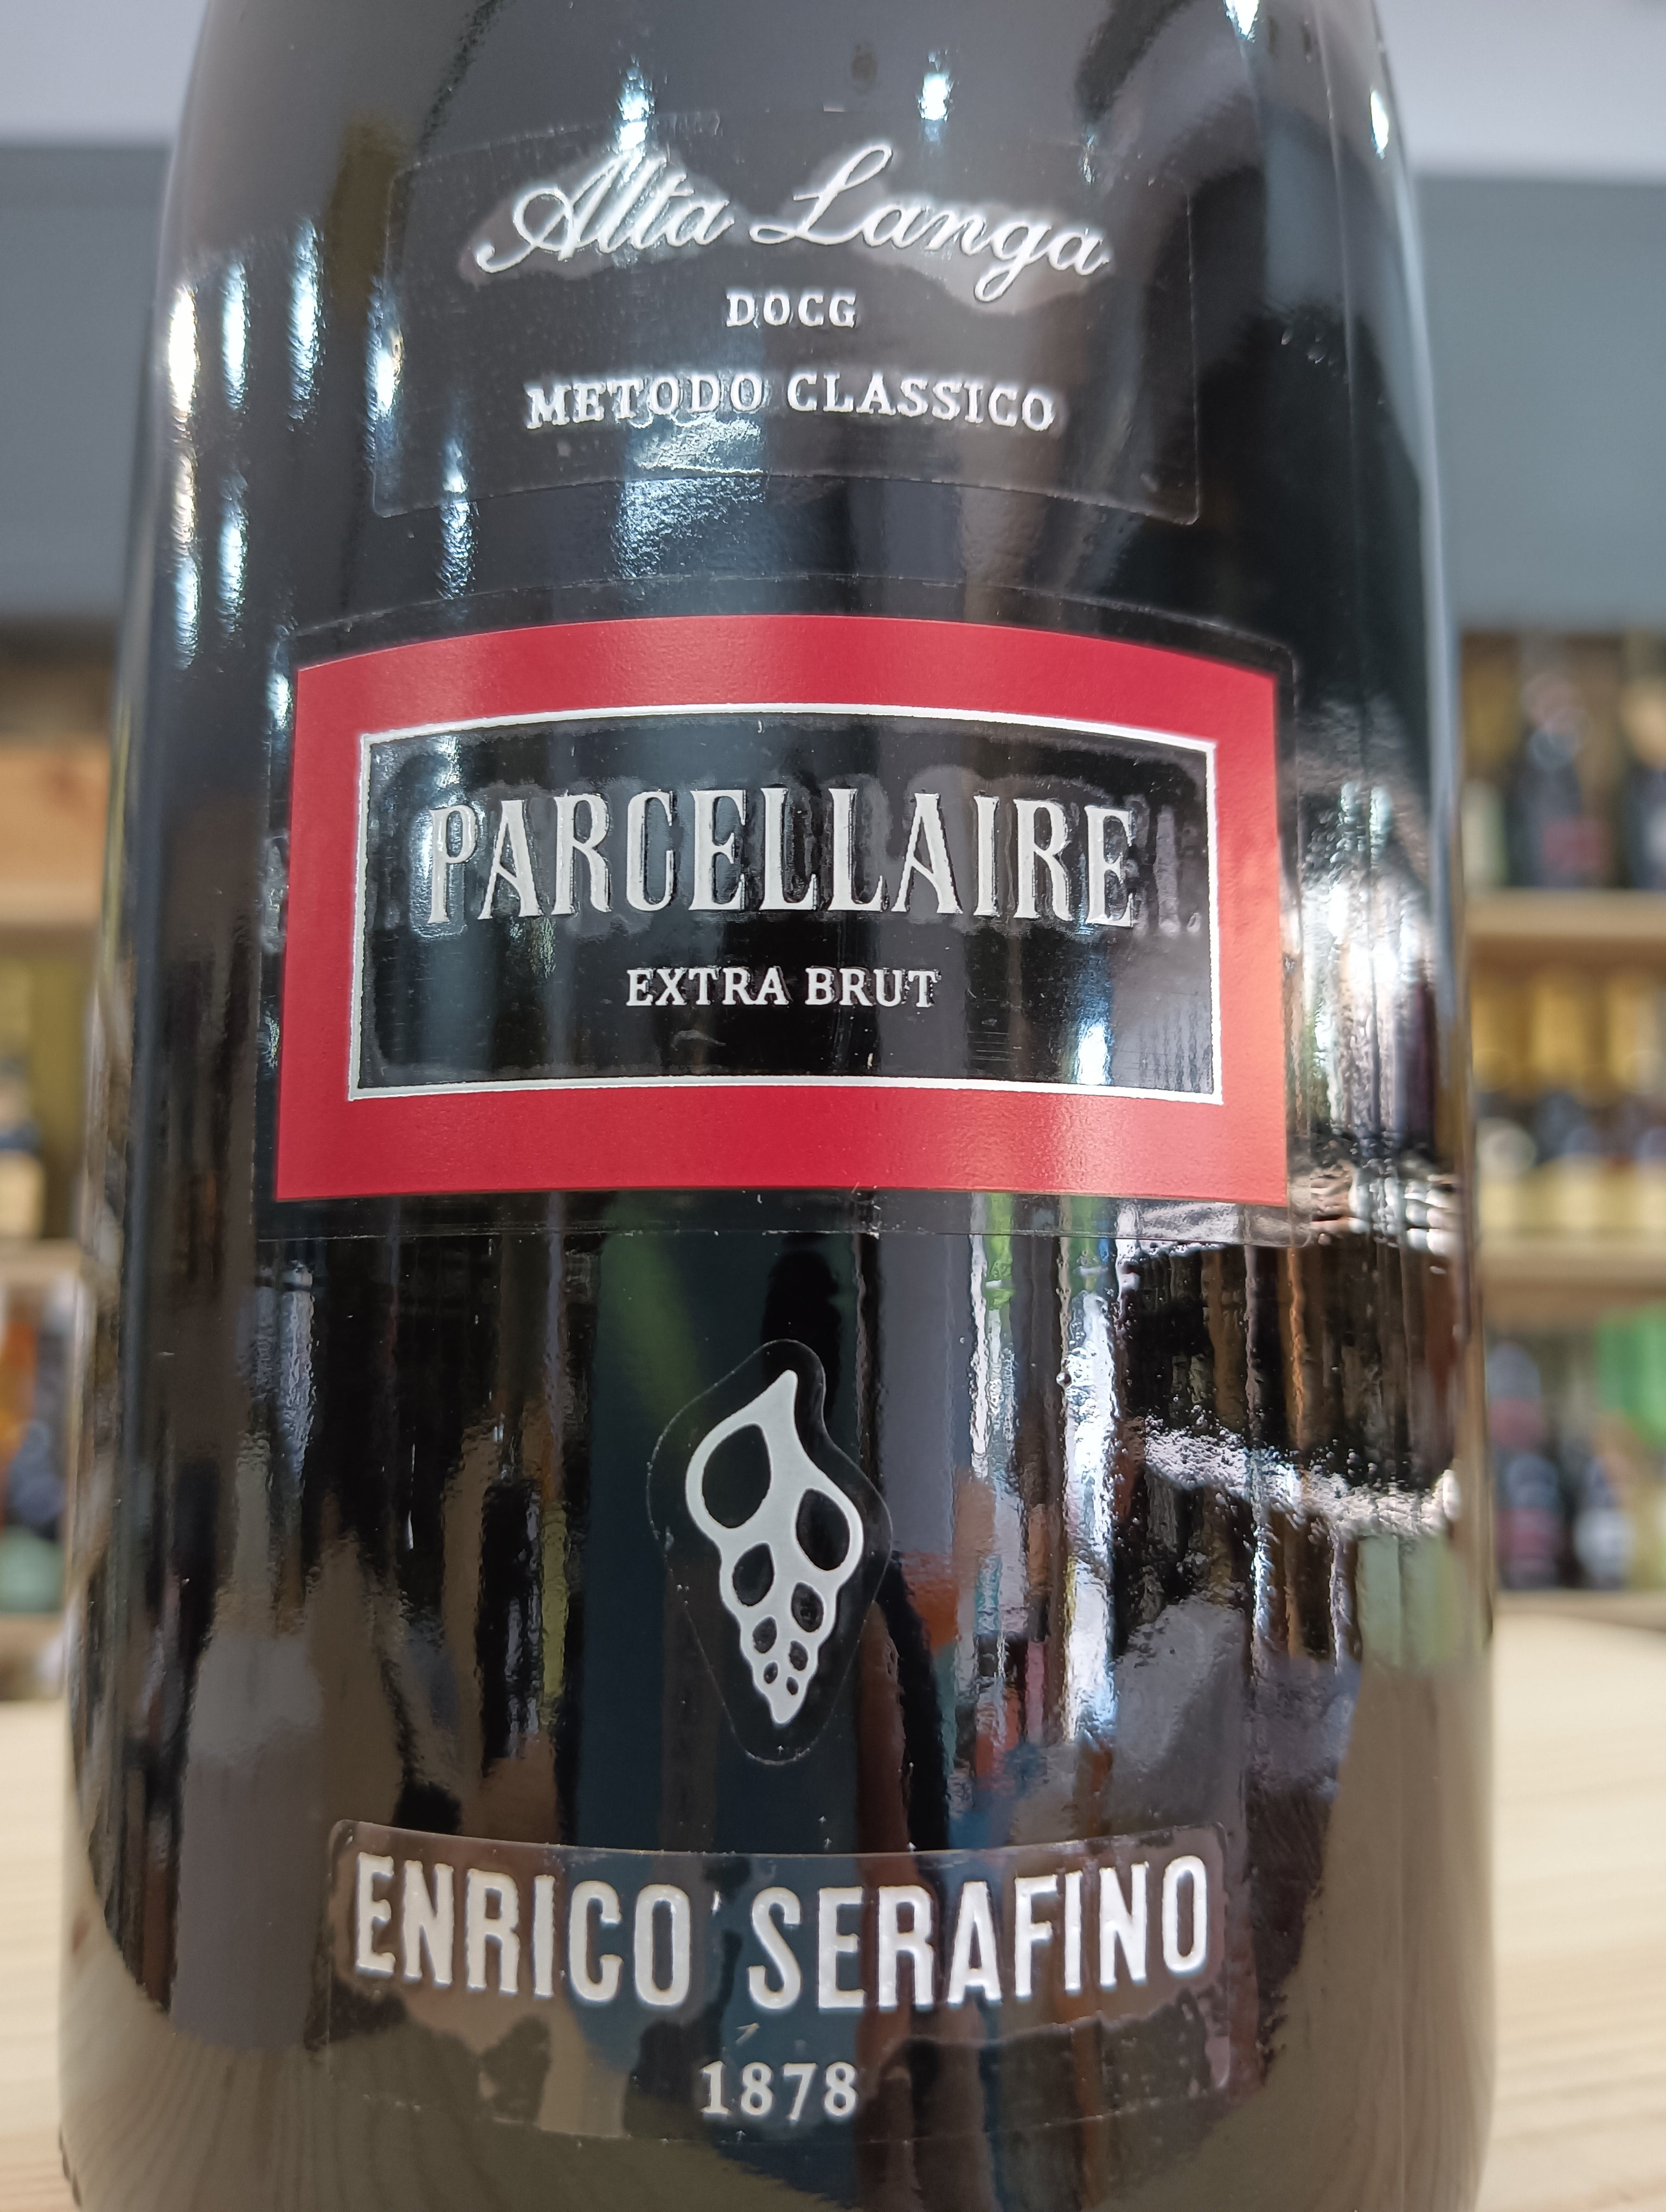 Alta Langa
DOCG
METODO CLASSICO
PARCELLAIRE
EXTRA BRUT
ENRICO SERAFINO
1878